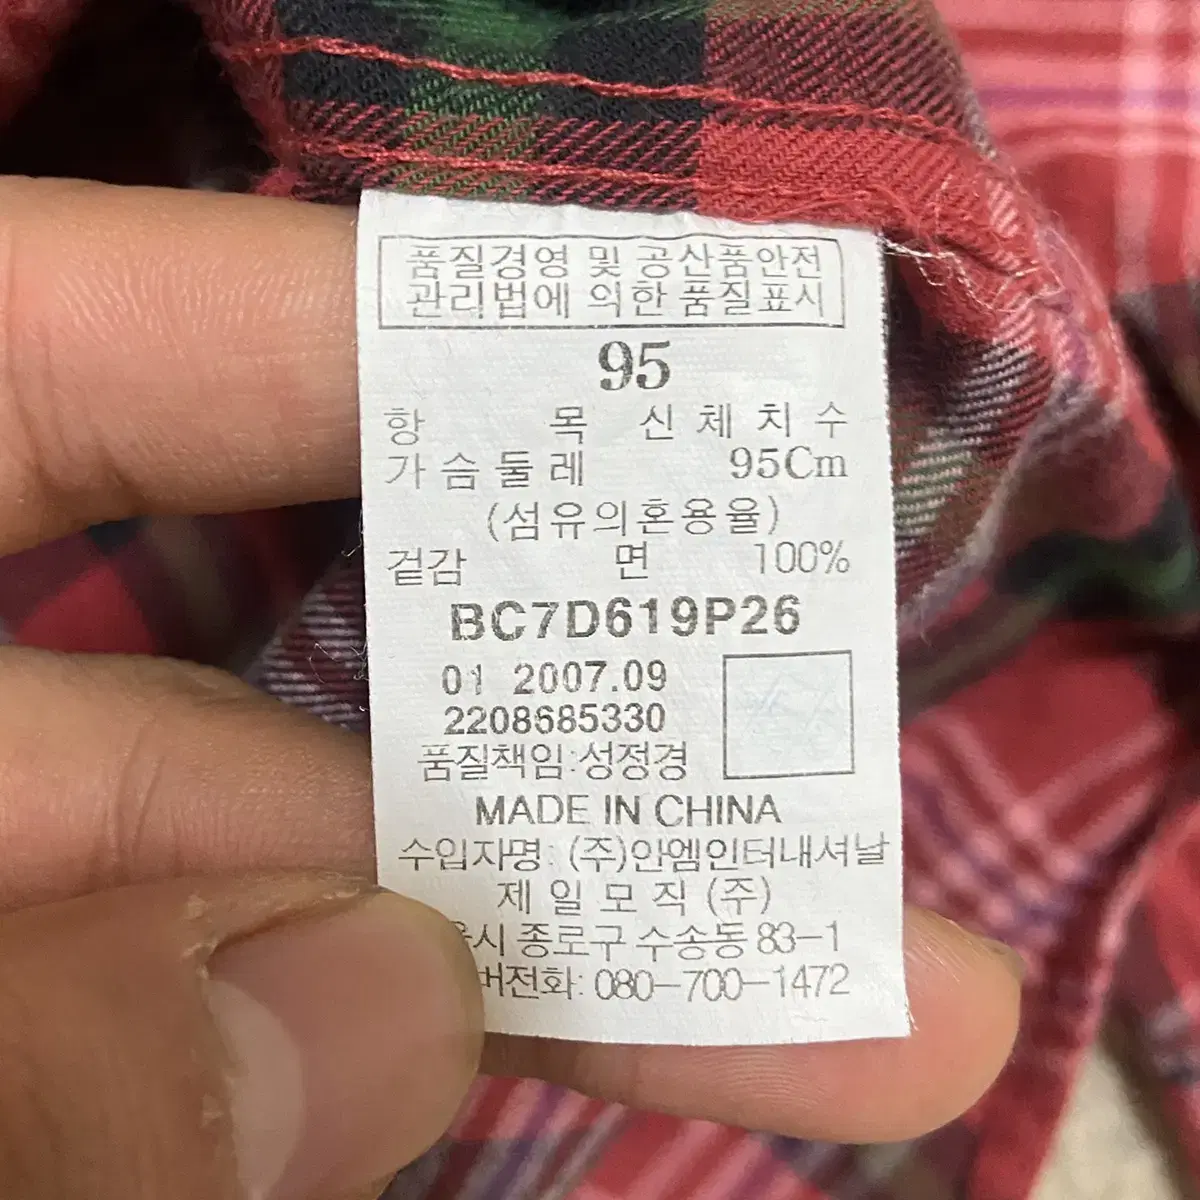 품질경영 및 공산품안전
관리법에 의한 품질표시
95
항 목 신체치수
가슴둘레 95Cm
(섬유의혼용율)
겉감 면 100%
BC7D619P26
01 2007.09
2208685330
품질책임:성정경
MADE IN CHINA
수입자명: (주)안엠인터내셔날
제일모직(주)
종로구 수송동 83-1
080-700-1472